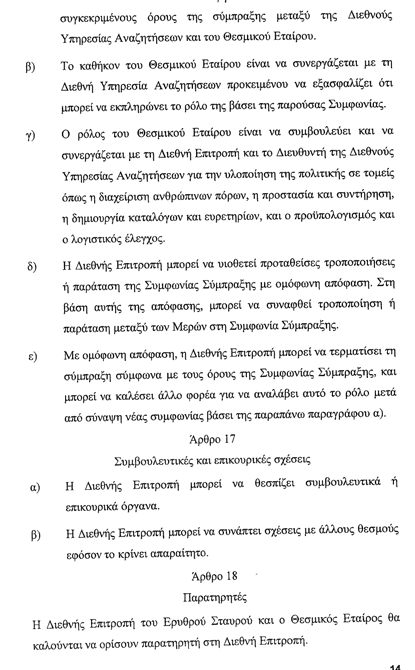 συγκεκριμένους όρους της σύμπραξης μεταξύ της Διεθνούς
Υπηρεσίας Αναζητήσεων και του Θεσμικού Εταίρου.
β) Το καθήκον του Θεσμικού Εταίρου είναι να συνεργάζεται με τη
Διεθνή Υπηρεσία Αναζητήσεων προκειμένου να εξασφαλίζει ότι
μπορεί να εκπληρώνει το ρόλο της βάσει της παρούσας Συμφωνίας.
γ) Ο ρόλος του Θεσμικού Εταίρου είναι να συμβουλεύει και να
συνεργάζεται με τη Διεθνή Επιτροπή και το Διευθυντή της Διεθνούς
Υπηρεσίας Αναζητήσεων για την υλοποίηση της πολιτικής σε τομείς
όπως η διαχείριση ανθρώπινων πόρων, η προστασία και συντήρηση,
η δημιουργία καταλόγων και ευρετηρίων, και ο προϋπολογισμός και
ο λογιστικός έλεγχος.
δ) Η Διεθνής Επιτροπή μπορεί να υιοθετεί προταθείσες τροποποιήσεις
ή παράταση της Συμφωνίας Σύμπραξης με ομόφωνη απόφαση. Στη
βάση αυτής της απόφασης, μπορεί να συναφθεί τροποποίηση ή
παράταση μεταξύ των Μερών στη Συμφωνία Σύμπραξης.
ε) Με ομόφωνη απόφαση, η Διεθνής Επιτροπή μπορεί να τερματίσει τη
σύμπραξη σύμφωνα με τους όρους της Συμφωνίας Σύμπραξης, και
μπορεί να καλέσει άλλο φορέα για να αναλάβει αυτό το ρόλο μετά
από σύναψη νέας συμφωνίας βάσει της παραπάνω παραγράφου α).
Άρθρο 17
Συμβουλευτικές και επικουρικές σχέσεις
α) Η Διεθνής Επιτροπή μπορεί να θεσπίζει συμβουλευτικά ή
επικουρικά όργανα.
β) Η Διεθνής Επιτροπή μπορεί να συνάπτει σχέσεις με άλλους θεσμούς
εφόσον το κρίνει απαραίτητο.
Άρθρο 18
Παρατηρητές
Η Διεθνής Επιτροπή του Ερυθρού Σταυρού και ο Θεσμικός Εταίρος θα
καλούνται να ορίσουν παρατηρητή στη Διεθνή Επιτροπή.
14